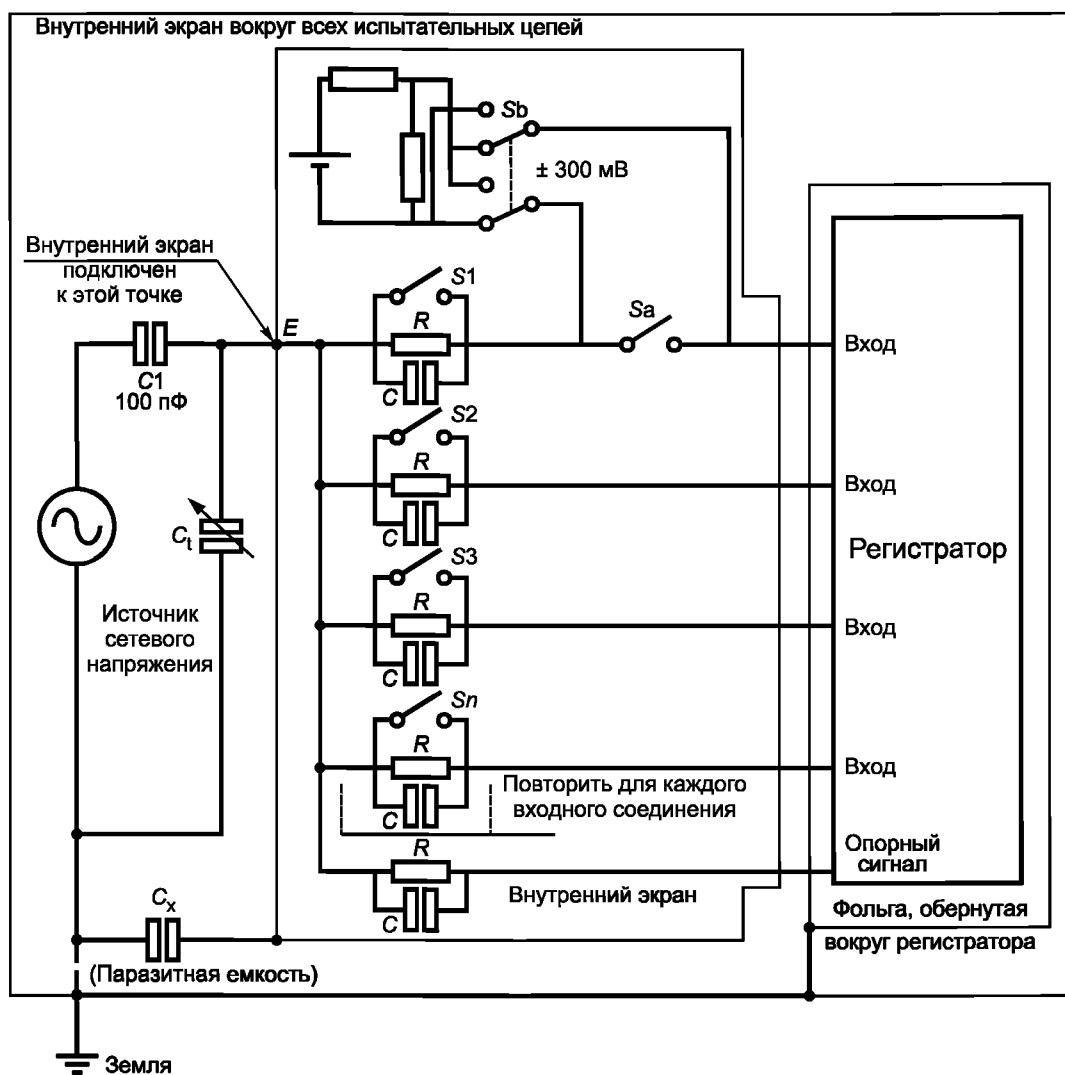 Внутренний экран вокруг всех испытательных цепей
Sb
± 300 мВ
Внутренний экран
подключен
к этой точке
E
S1
R
C
Sa
Вход
C1
100 пФ
S2
R
C
Вход
Ct
Регистратор
S3
R
C
Вход
Источник
сетевого
напряжения
Sn
R
C
Вход
Повторить для каждого
входного соединения
R
C
Опорный
сигнал
Внутренний экран
Cx
(Паразитная емкость)
Фольга, обернутая
вокруг регистратора
Земля